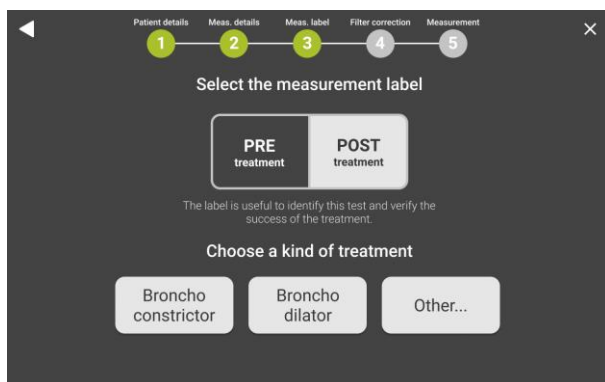 Patient details
Meas. details
Meas. label
Filter correction
Measurement
1
2
3
4
5
Select the measurement label
PRE
treatment
POST
treatment
The label is useful to identify this test and verify the
success of the treatment.
Choose a kind of treatment
Broncho
constrictor
Broncho
dilator
Other...